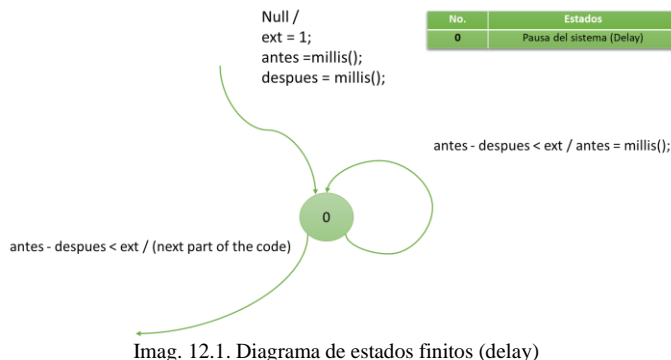 Null /
ext = 1;
antes =millis();
despues = millis();
No. Estados
0 Pausa del sistema (Delay)
antes - despues < ext / antes = millis();
0
antes - despues < ext / (next part of the code)
Imag. 12.1. Diagrama de estados finitos (delay)